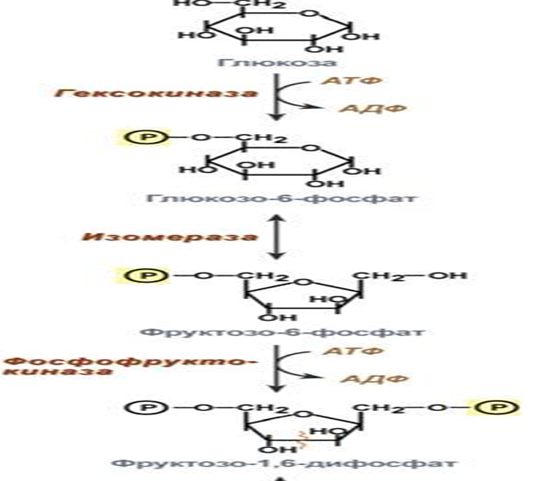 HO—CH2
O
HO OH OH
OH
Глюкоза
АТФ
Гексокиназа
АДФ
P—O—CH2
O
HO OH OH
OH
Глюкозо-6-фосфат
Изомераза
P—O—CH2 O CH2—OH
HO
OH
Фруктозо-6-фосфат
АТФ
Фосфофрукто-
киназа
АДФ
P—O—CH2 O CH2—O—P
HO
OH
Фруктозо-1,6-дифосфат